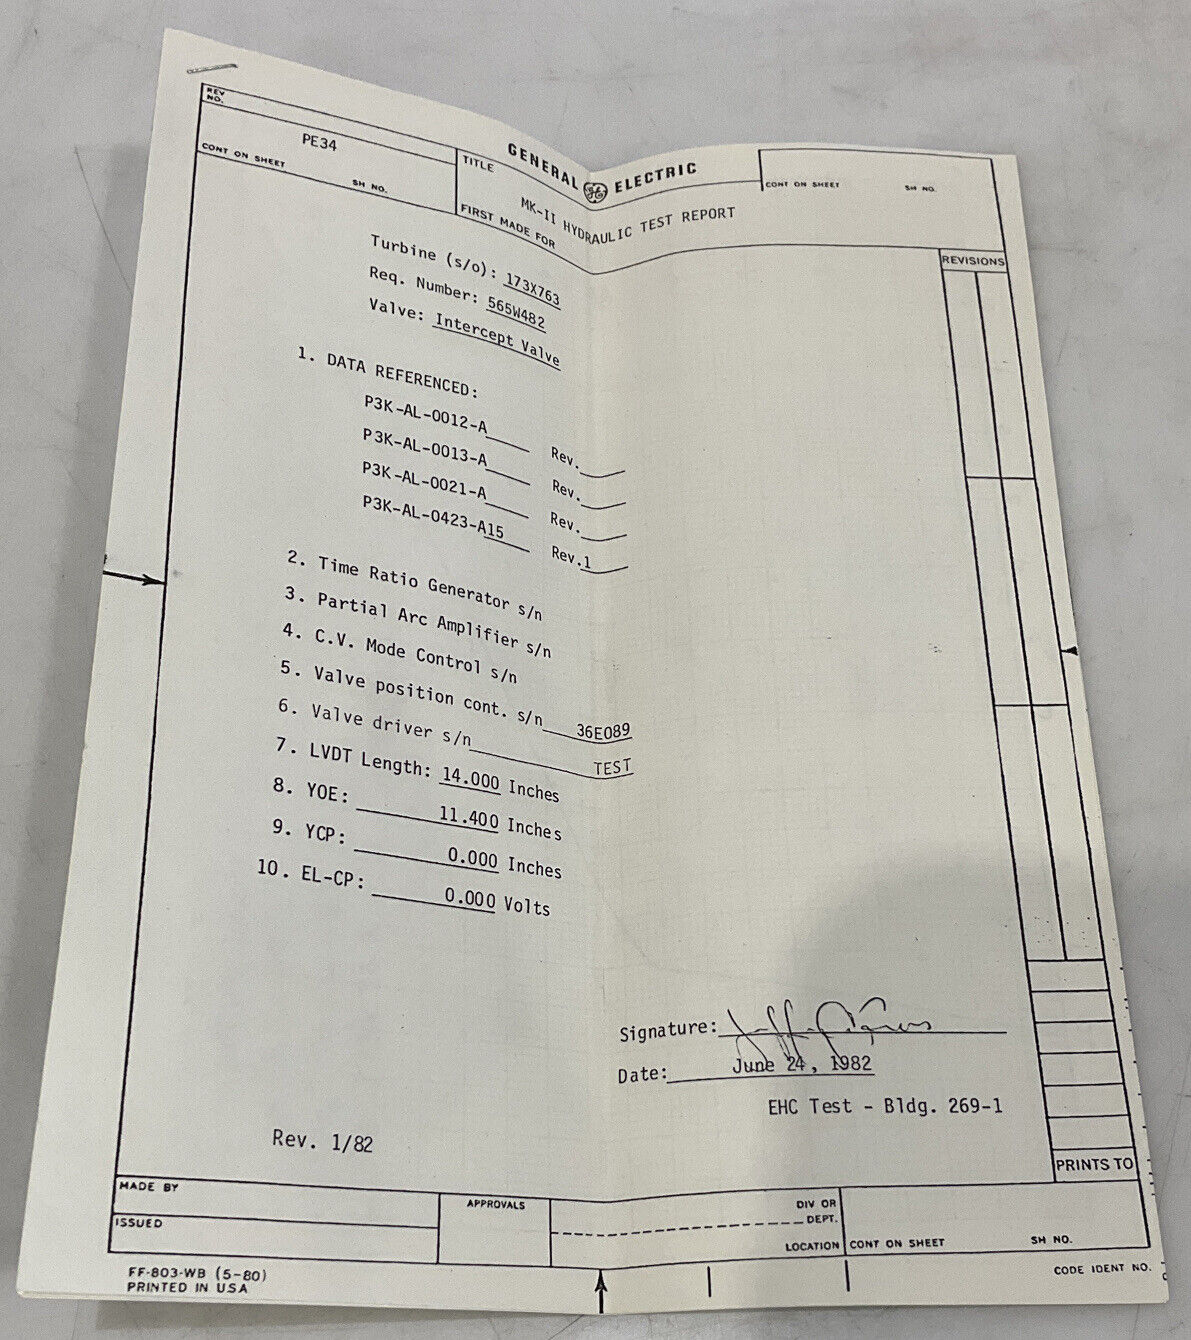 REV NO.
PE34
CONT ON SHEET SH NO.
GENERAL GE ELECTRIC
TITLE
MK-II HYDRAULIC TEST REPORT
FIRST MADE FOR
CONT ON SHEET SH NO.
REVISIONS
Turbine (s/o): 173X763
Req. Number: 565W482
Valve: Intercept Valve
1. DATA REFERENCED:
P3K-AL-0012-A____ Rev.____
P3K-AL-0013-A____ Rev.____
P3K-AL-0021-A____ Rev.____
P3K-AL-0423-A15 Rev.1
2. Time Ratio Generator s/n
3. Partial Arc Amplifier s/n
4. C.V. Mode Control s/n
5. Valve position cont. s/n 36E089
6. Valve driver s/n TEST
7. LVDT Length: 14.000 Inches
8. YOE: 11.400 Inches
9. YCP: 0.000 Inches
10. EL-CP: 0.000 Volts
Signature:
Date: June 24, 1982
EHC Test - Bldg. 269-1
Rev. 1/82
PRINTS TO
MADE BY
ISSUED
APPROVALS
DIV OR DEPT.
LOCATION
CONT ON SHEET SH NO.
FF-803-WB (5-80)
PRINTED IN USA
CODE IDENT NO.